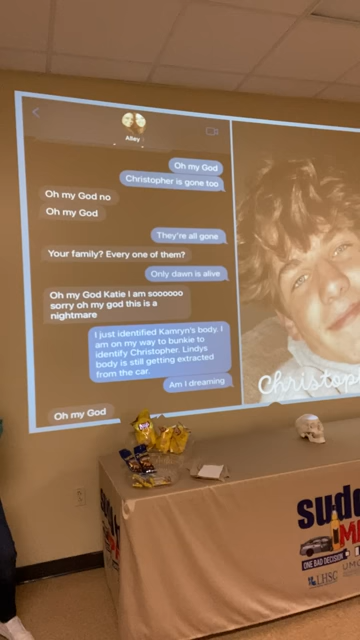 Alley
Oh my God
Christopher is gone too
Oh my God no
Oh my God
They're all gone
Your family? Every one of them?
Only dawn is alive
Oh my God Katie I am soooooo
sorry oh my god this is a
nightmare
I just identified Kamryn's body. I
am on my way to bunkie to
identify Christopher. Lindys
body is still getting extracted
from the car.
Am I dreaming
Oh my God
Christop
sud
ONE BAD DECISION
LHSC